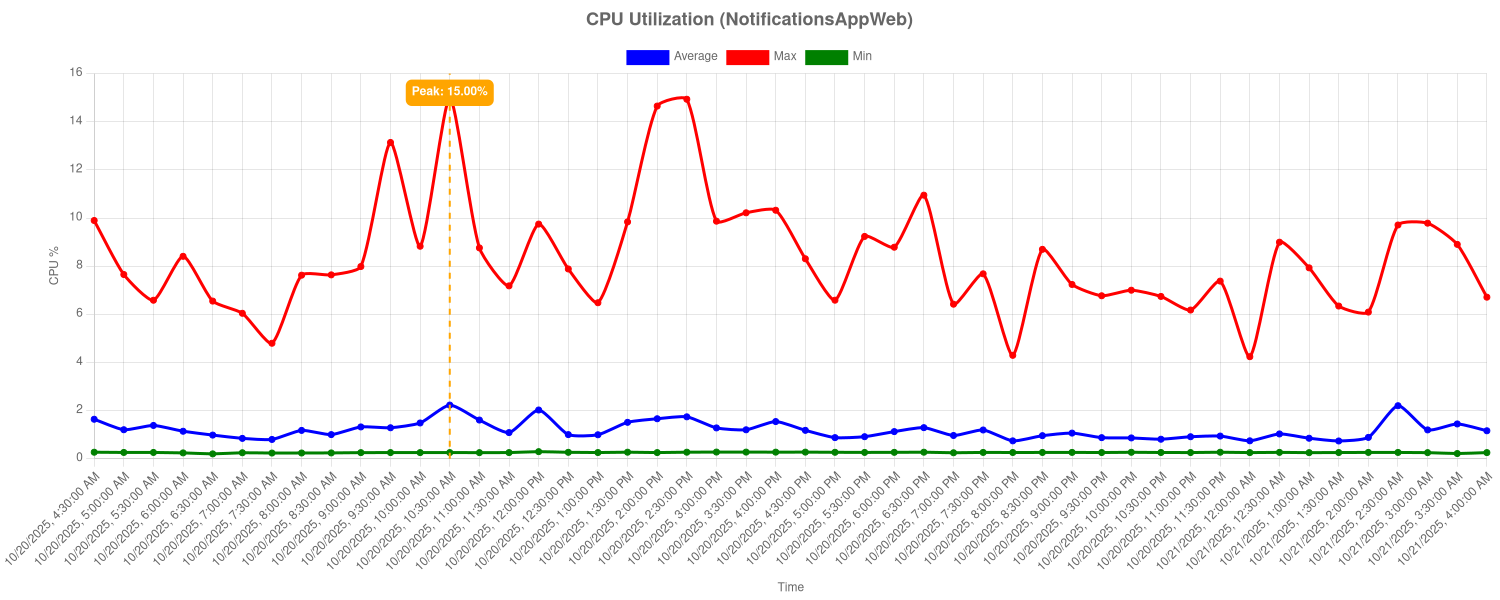 CPU Utilization (NotificationsAppWeb)
Average
Max
Min
16
Peak: 15.00%
14
12
10
8
6
4
2
0
CPU %
10/20/2025, 4:30:00 AM
10/20/2025, 5:00:00 AM
10/20/2025, 5:30:00 AM
10/20/2025, 6:00:00 AM
10/20/2025, 6:30:00 AM
10/20/2025, 7:00:00 AM
10/20/2025, 7:30:00 AM
10/20/2025, 8:00:00 AM
10/20/2025, 8:30:00 AM
10/20/2025, 9:00:00 AM
10/20/2025, 9:30:00 AM
10/20/2025, 10:00:00 AM
10/20/2025, 10:30:00 AM
10/20/2025, 11:00:00 AM
10/20/2025, 11:30:00 AM
10/20/2025, 12:00:00 PM
10/20/2025, 12:30:00 PM
10/20/2025, 1:00:00 PM
10/20/2025, 1:30:00 PM
10/20/2025, 2:00:00 PM
10/20/2025, 2:30:00 PM
10/20/2025, 3:00:00 PM
10/20/2025, 3:30:00 PM
10/20/2025, 4:00:00 PM
10/20/2025, 4:30:00 PM
10/20/2025, 5:00:00 PM
10/20/2025, 5:30:00 PM
10/20/2025, 6:00:00 PM
10/20/2025, 6:30:00 PM
10/20/2025, 7:00:00 PM
10/20/2025, 7:30:00 PM
10/20/2025, 8:00:00 PM
10/20/2025, 8:30:00 PM
10/20/2025, 9:00:00 PM
10/20/2025, 9:30:00 PM
10/20/2025, 10:00:00 PM
10/20/2025, 10:30:00 PM
10/20/2025, 11:00:00 PM
10/20/2025, 11:30:00 PM
10/21/2025, 12:00:00 AM
10/21/2025, 12:30:00 AM
10/21/2025, 1:00:00 AM
10/21/2025, 1:30:00 AM
10/21/2025, 2:00:00 AM
10/21/2025, 2:30:00 AM
10/21/2025, 3:00:00 AM
10/21/2025, 3:30:00 AM
10/21/2025, 4:00:00 AM
Time